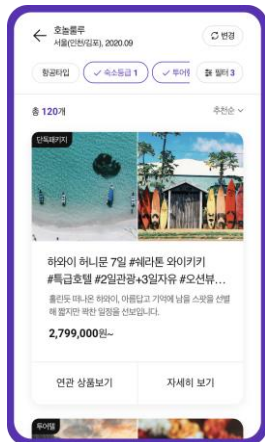 호놀룰루
서울(인천/김포), 2020.09
변경
항공타입
숙소등급 1
투어
필터 3
총 120개
추천순
단독패키지
하와이 허니문 7일 #쉐라톤 와이키키
#특급호텔 #2일관광+3일자유 #오션뷰...
홀린듯 떠나온 하와이, 아름답고 기억에 남을 스팟을 선별
해 짧지만 꽉찬 일정을 선보입니다.
2,799,000원~
연관 상품보기
자세히 보기
투어텔